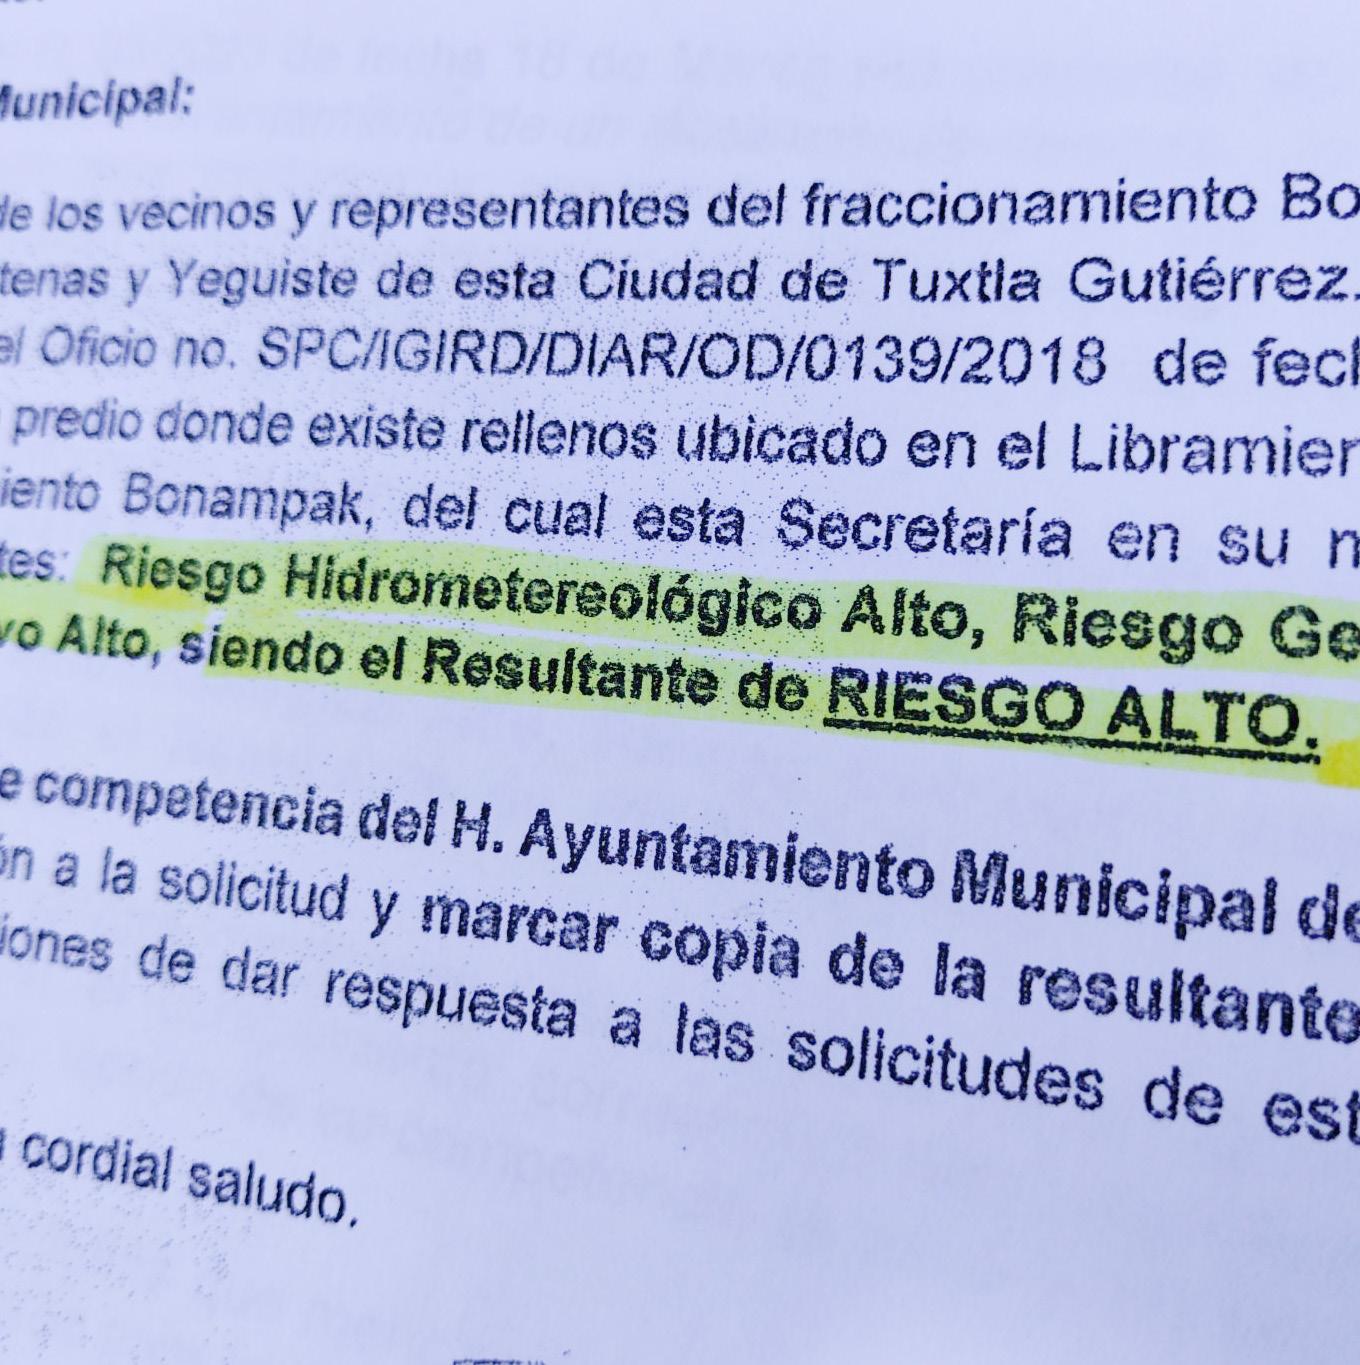 Municipal:
de los vecinos y representantes del fraccionamiento Bo
tenas y Yeguiste de esta Ciudad de Tuxtla Gutiérrez.
el Oficio no. SPC/IGIRD/DIAR/OD/0139/2018 de fech
predio donde existe rellenos ubicado en el Libramien
iento Bonampak, del cual esta Secretaría en su m
tes: Riesgo Hidrometereológico Alto, Riesgo Ge
vo Alto, siendo el Resultante de RIESGO ALTO.
e competencia del H. Ayuntamiento Municipal de
ón a la solicitud y marcar copia de la resultante
iones de dar respuesta a las solicitudes de est
cordial saludo.